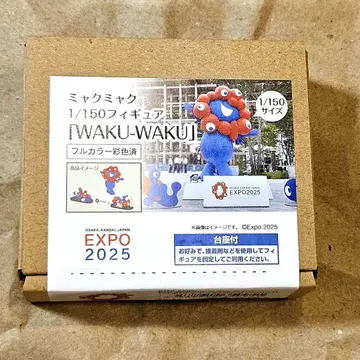 ミャクミャク
1/150フィギュア
「WAKU-WAKU」
フルカラー彩色済
1/150
サイズ
商品イメージ
OSAKA, KANSAI, JAPAN
EXPO2025
※画像はイメージです。 ©Expo 2025
OSAKA, KANSAI, JAPAN
EXPO
2025
台座付
お好みで、接着剤などを使用してフィ
ギュアを固定してご利用ください。